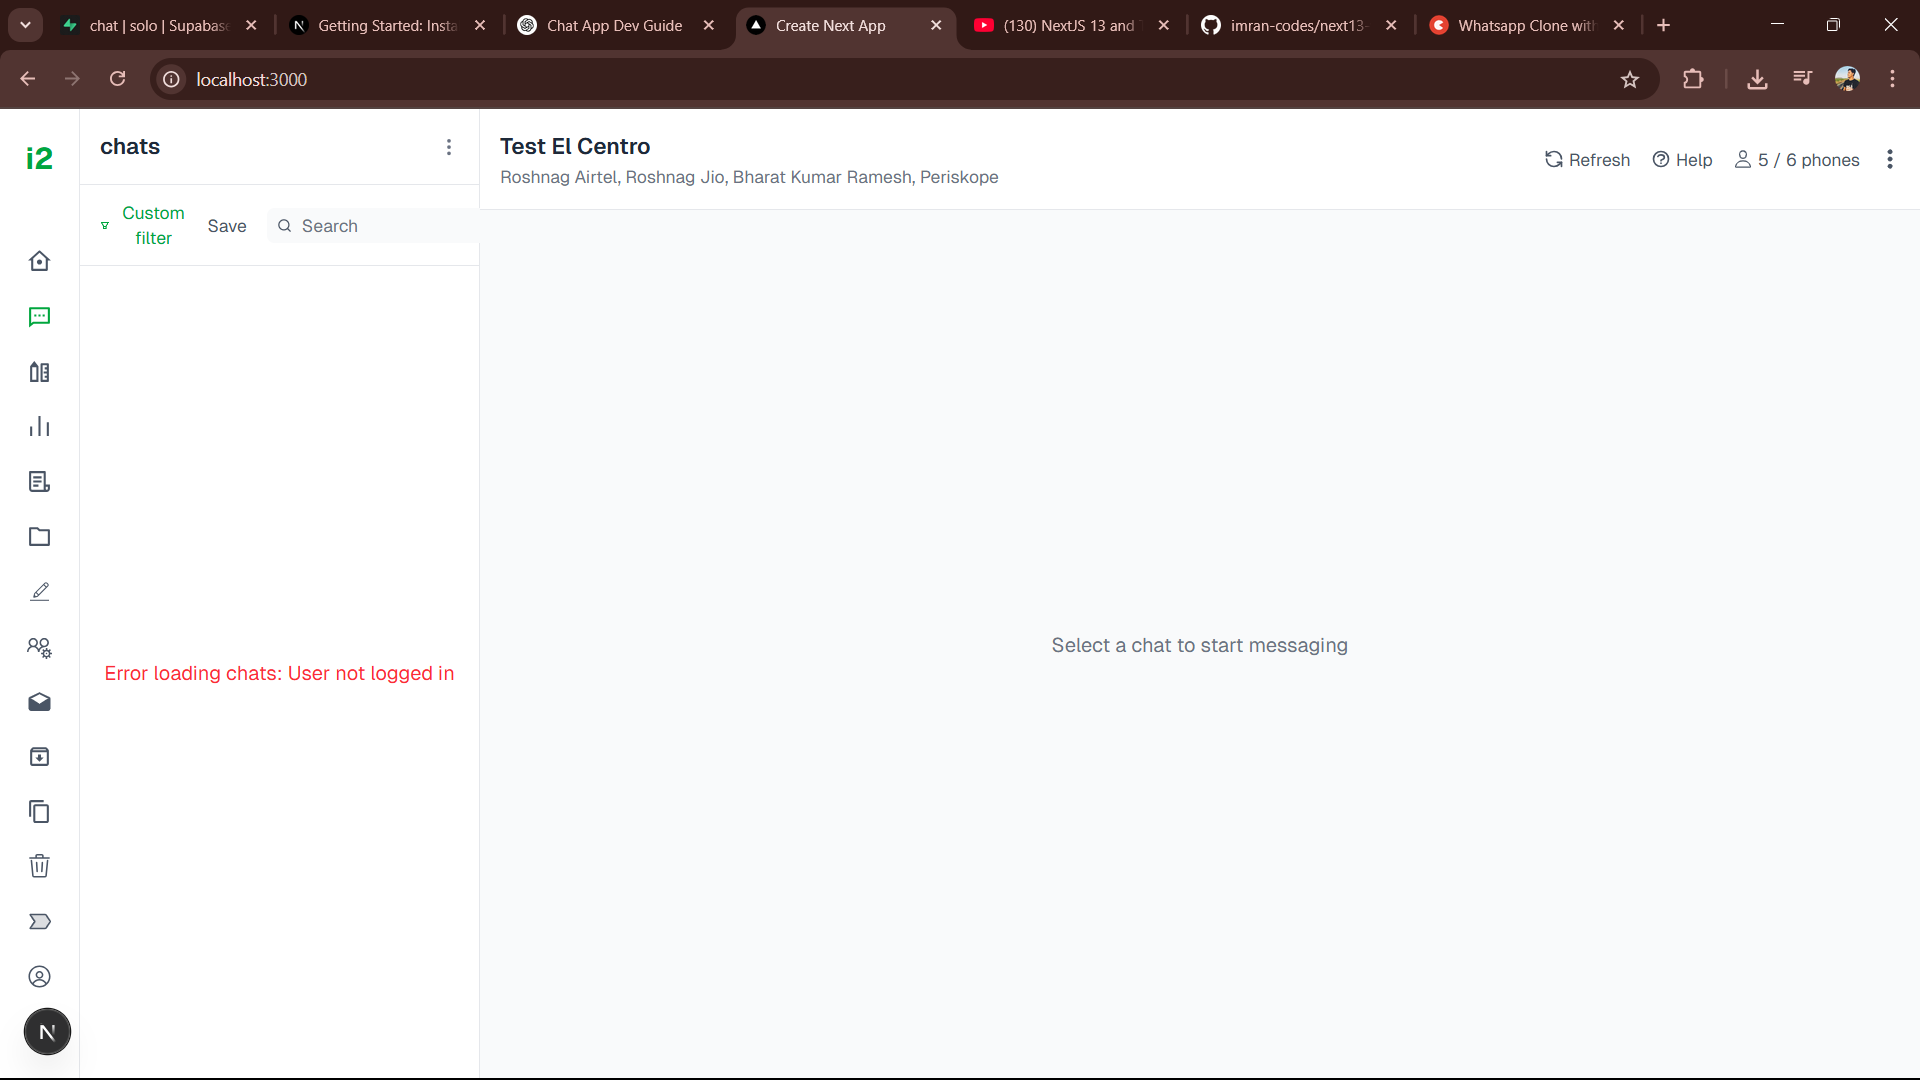 chat | solo | Supabase
Getting Started: Insta
Chat App Dev Guide
Create Next App
(130) NextJS 13 and
imran-codes/next13-
Whatsapp Clone with
localhost:3000
i2
chats
Test El Centro
Roshnag Airtel, Roshnag Jio, Bharat Kumar Ramesh, Periskope
Refresh
Help
5 / 6 phones
Custom
filter
Save
Search
Error loading chats: User not logged in
Select a chat to start messaging
N